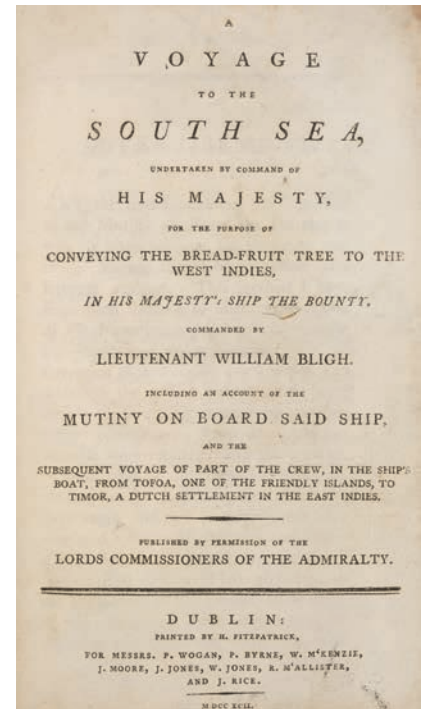 A
VOYAGE
TO THE
SOUTH SEA,
UNDERTAKEN BY COMMAND OF
HIS MAJESTY,
FOR THE PURPOSE OF
CONVEYING THE BREAD-FRUIT TREE TO THE
WEST INDIES,
IN HIS MAJESTY's SHIP THE BOUNTY,
COMMANDED BY
LIEUTENANT WILLIAM BLIGH.
INCLUDING AN ACCOUNT OF THE
MUTINY ON BOARD SAID SHIP,
AND THE
SUBSEQUENT VOYAGE OF PART OF THE CREW, IN THE SHIP'S
BOAT, FROM TOFOA, ONE OF THE FRIENDLY ISLANDS, TO
TIMOR, A DUTCH SETTLEMENT IN THE EAST INDIES.
PUBLISHED BY PERMISSION OF THE
LORDS COMMISSIONERS OF THE ADMIRALTY.
DUBLIN:
PRINTED BY H. FITZPATRICK,
FOR MESSRS. P. WOGAN, P. BYRNE, W. M'KENZIE,
J. MOORE, J. JONES, W. JONES, R. M'ALLISTER,
AND J. RICE.
M DCC XCII.